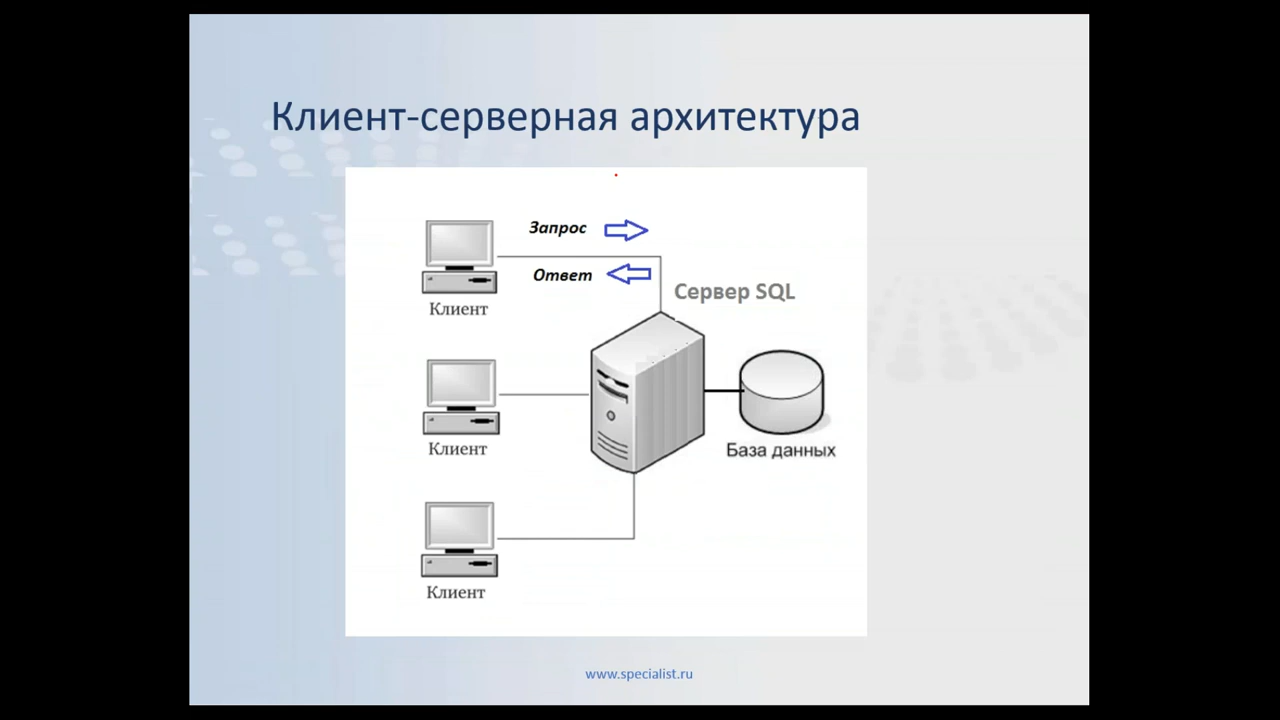 Клиент-серверная архитектура
Запрос
Ответ
Сервер SQL
Клиент
Клиент
База данных
Клиент
www.specialist.ru